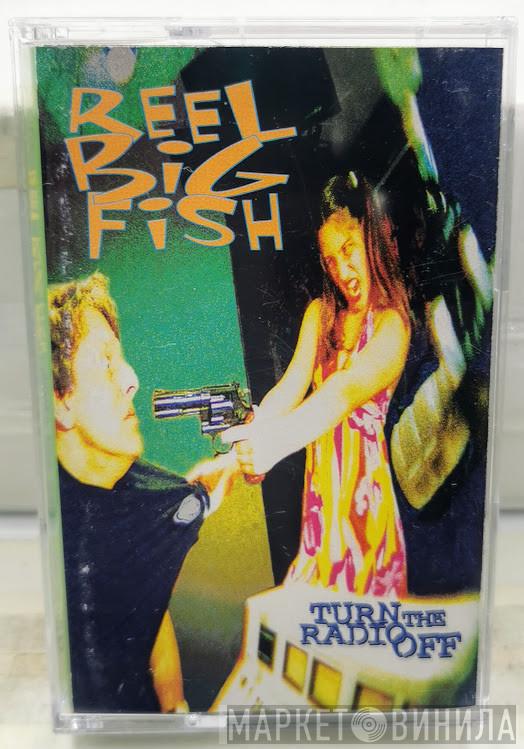 REEL
BiG
FiSH
TURN THE
RADIO OFF
МАРКЕТ ВИНИЛА